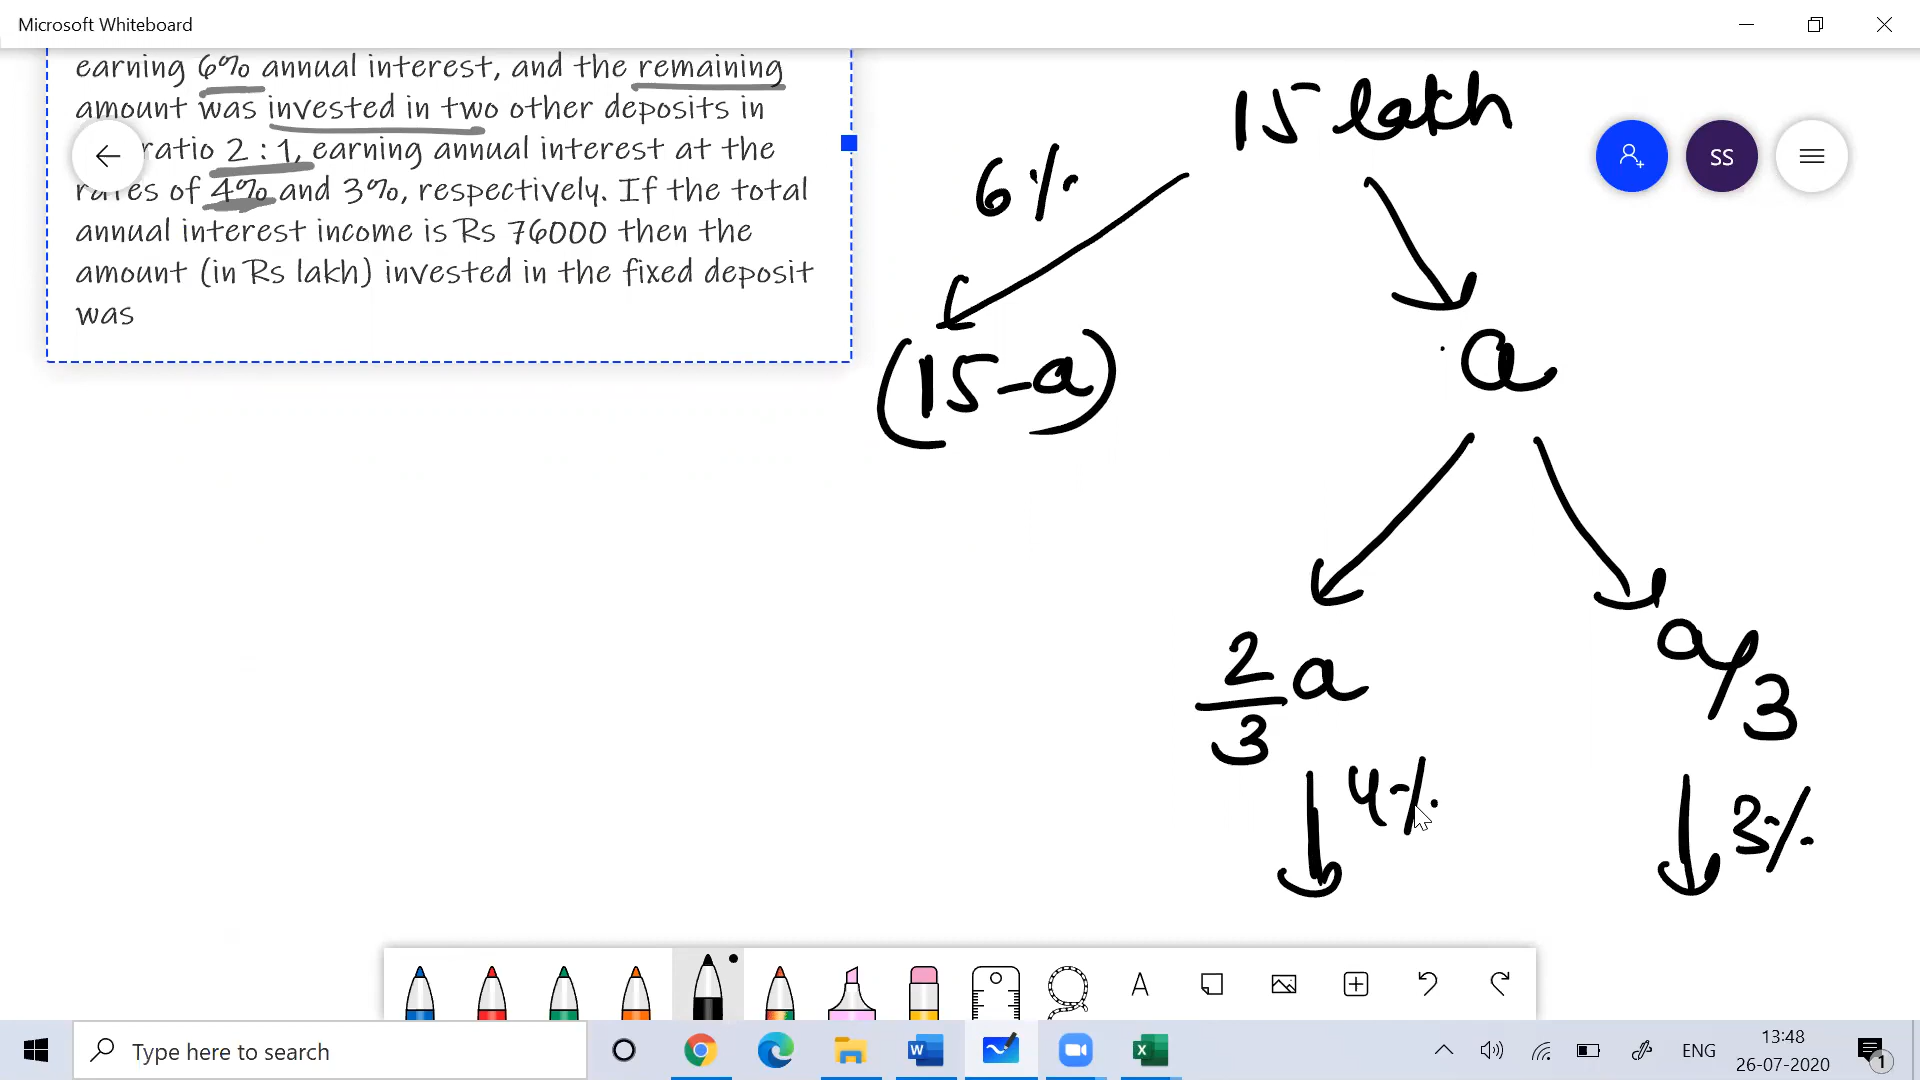 Microsoft Whiteboard
earning 6% annual interest, and the remaining
amount was invested in two other deposits in
ratio 2 : 1, earning annual interest at the
rates of 4% and 3%, respectively. If the total
annual interest income is Rs 76000 then the
amount (in Rs lakh) invested in the fixed deposit
was
15 lakh
6%
SS
(15-a)
a
2/3 a
a/3
4%
3%
A
Type here to search
W
X
ENG
13:48
26-07-2020
1